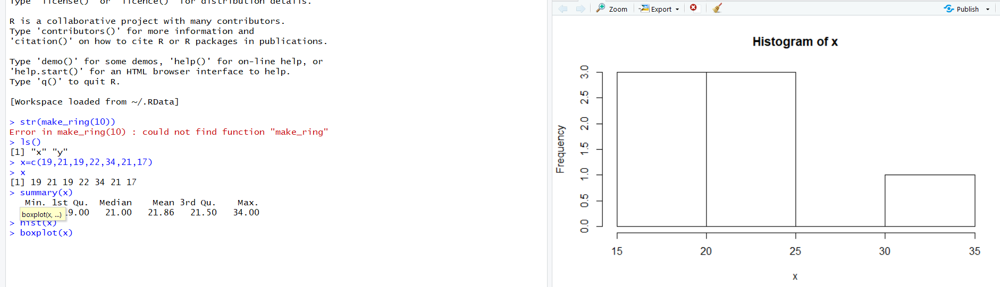 Type 'license()' or 'licence()' for distribution details.
R is a collaborative project with many contributors.
Type 'contributors()' for more information and
'citation()' on how to cite R or R packages in publications.
Type 'demo()' for some demos, 'help()' for on-line help, or
'help.start()' for an HTML browser interface to help.
Type 'q()' to quit R.
[Workspace loaded from ~/.RData]
> str(make_ring(10))
Error in make_ring(10) : could not find function "make_ring"
> ls()
[1] "x" "y"
> x=c(19,21,19,22,34,21,17)
> x
[1] 19 21 19 22 34 21 17
> summary(x)
Min. 1st Qu. Median Mean 3rd Qu. Max.
boxplot(x, ...) 19.00 21.00 21.86 21.50 34.00
> hist(x)
> boxplot(x)
Zoom Export Publish
Histogram of x
Frequency
3.0
2.5
2.0
1.5
1.0
0.5
0.0
15 20 25 30 35
x